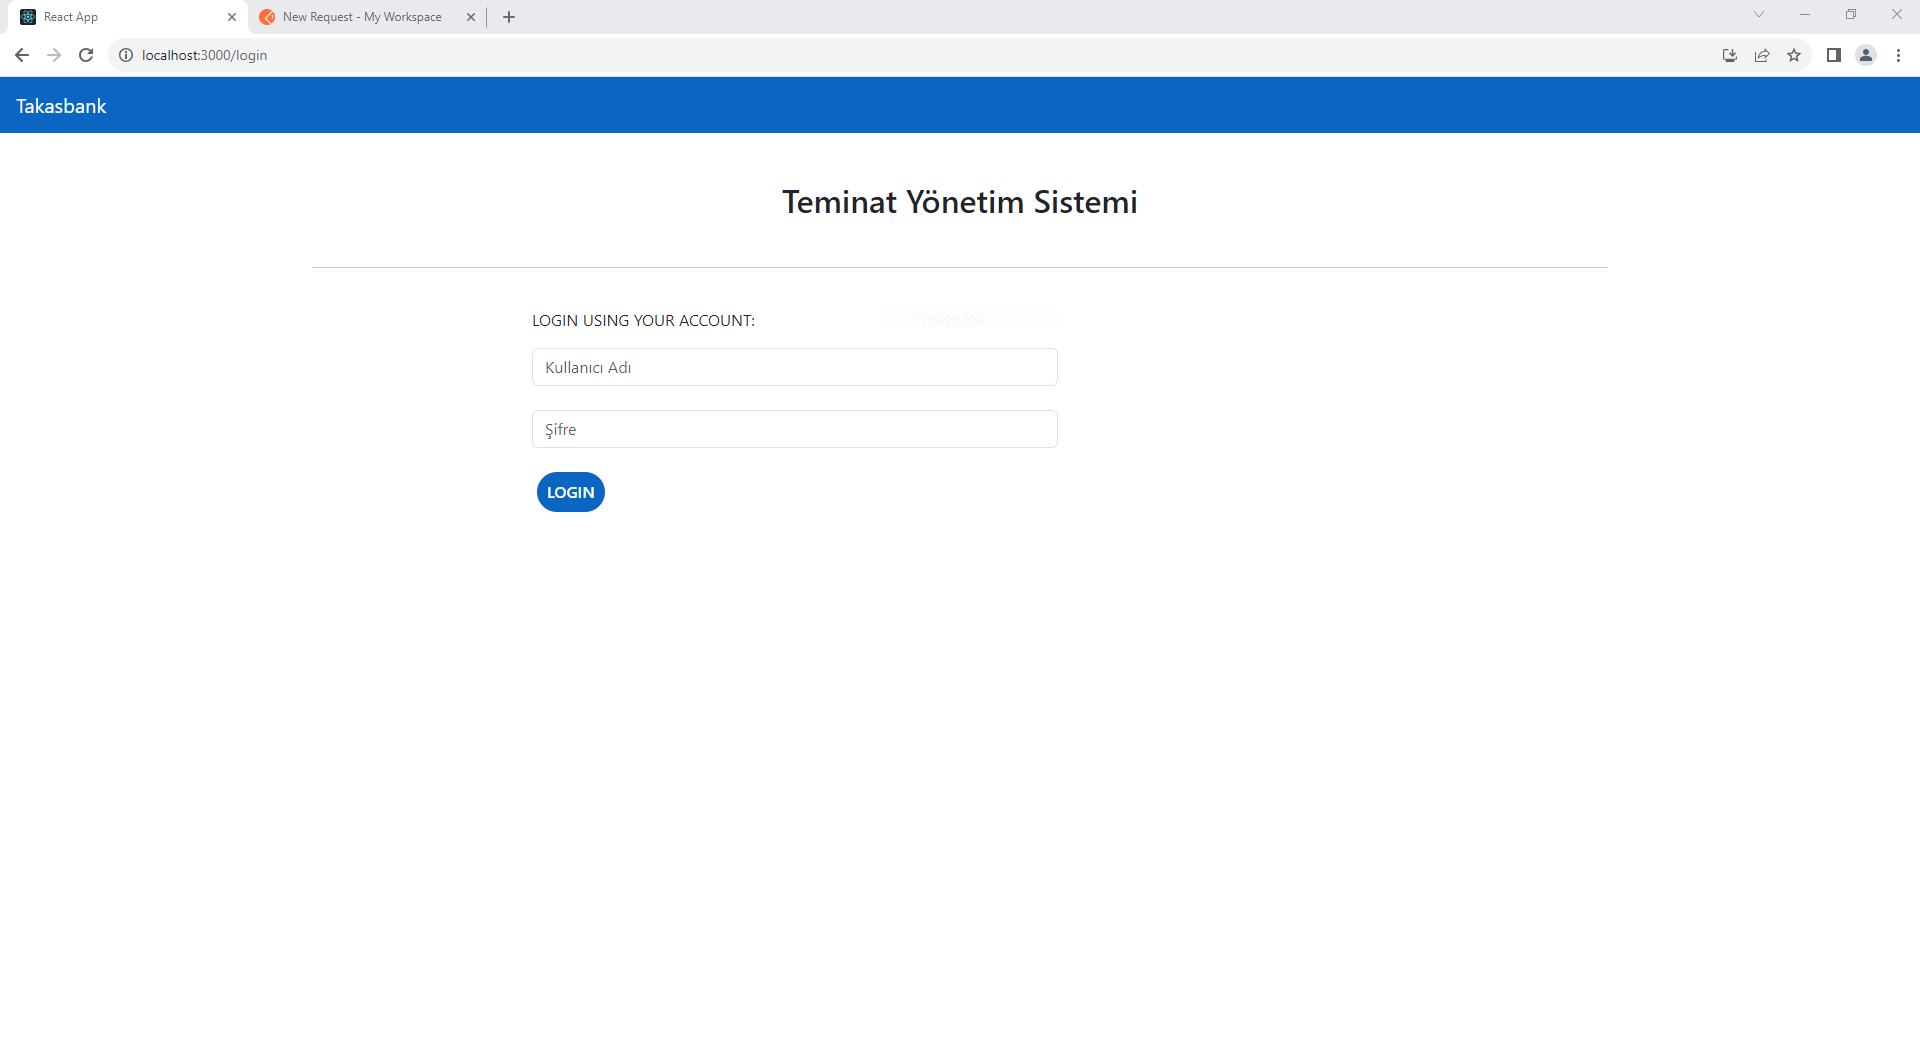 React App
New Request - My Workspace
localhost:3000/login
Takasbank
Teminat Yönetim Sistemi
LOGIN USING YOUR ACCOUNT:
Window Snip
Kullanıcı Adı
Şifre
LOGIN